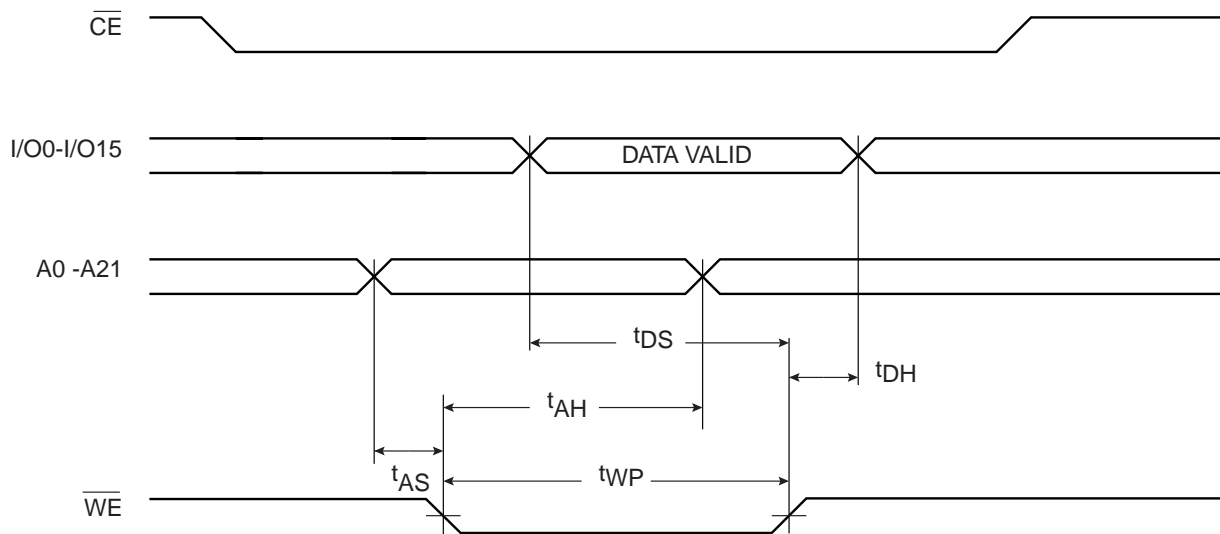 CE
I/O0-I/O15
DATA VALID
A0 -A21
tDS
tDH
tAH
tAS
tWP
WE